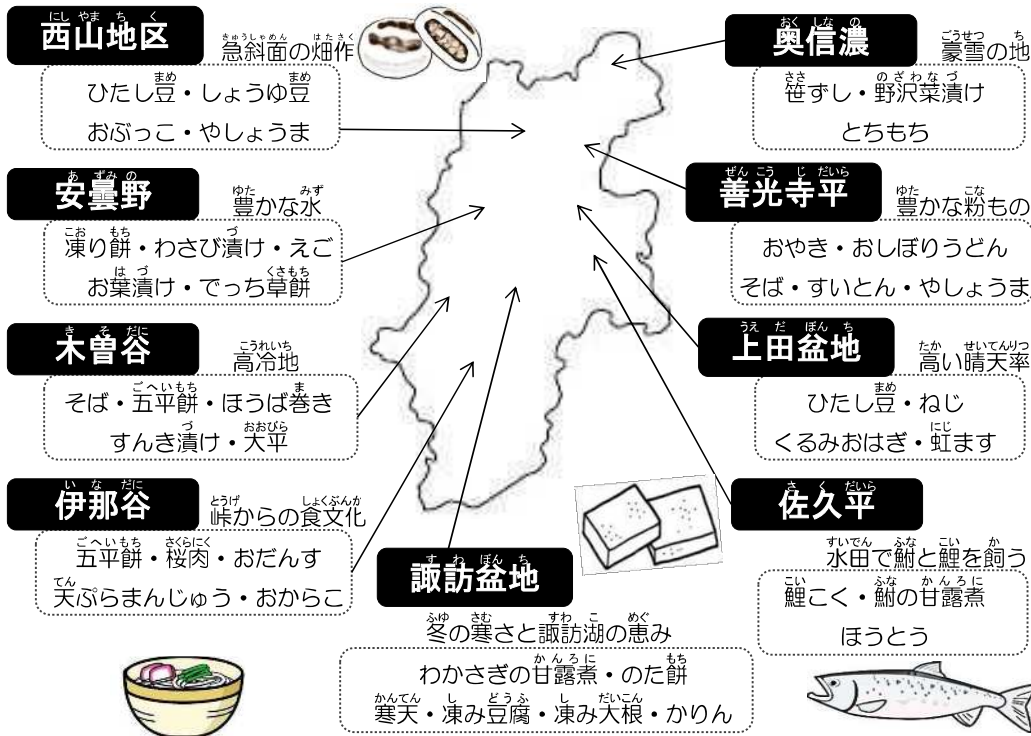 西山地区
急斜面の畑作
ひたし豆・しょうゆ豆
おぶっこ・やしょうま
奥信濃
豪雪の地
笹ずし・野沢菜漬け
とちもち
安曇野
豊かな水
凍り餅・わさび漬け・えご
お葉漬け・でっち草餅
善光寺平
豊かな粉もの
おやき・おしぼりうどん
そば・すいとん・やしょうま
木曽谷
高冷地
そば・五平餅・ほうば巻き
すんき漬け・大平
上田盆地
高い晴天率
ひたし豆・ねじ
くるみおはぎ・虹ます
伊那谷
峠からの食文化
五平餅・桜肉・おだんす
天ぷらまんじゅう・おからこ
諏訪盆地
冬の寒さと諏訪湖の恵み
わかさぎの甘露煮・のた餅
寒天・凍み豆腐・凍み大根・かりん
佐久平
水田で鮒と鯉を飼う
鯉こく・鮒の甘露煮
ほうとう